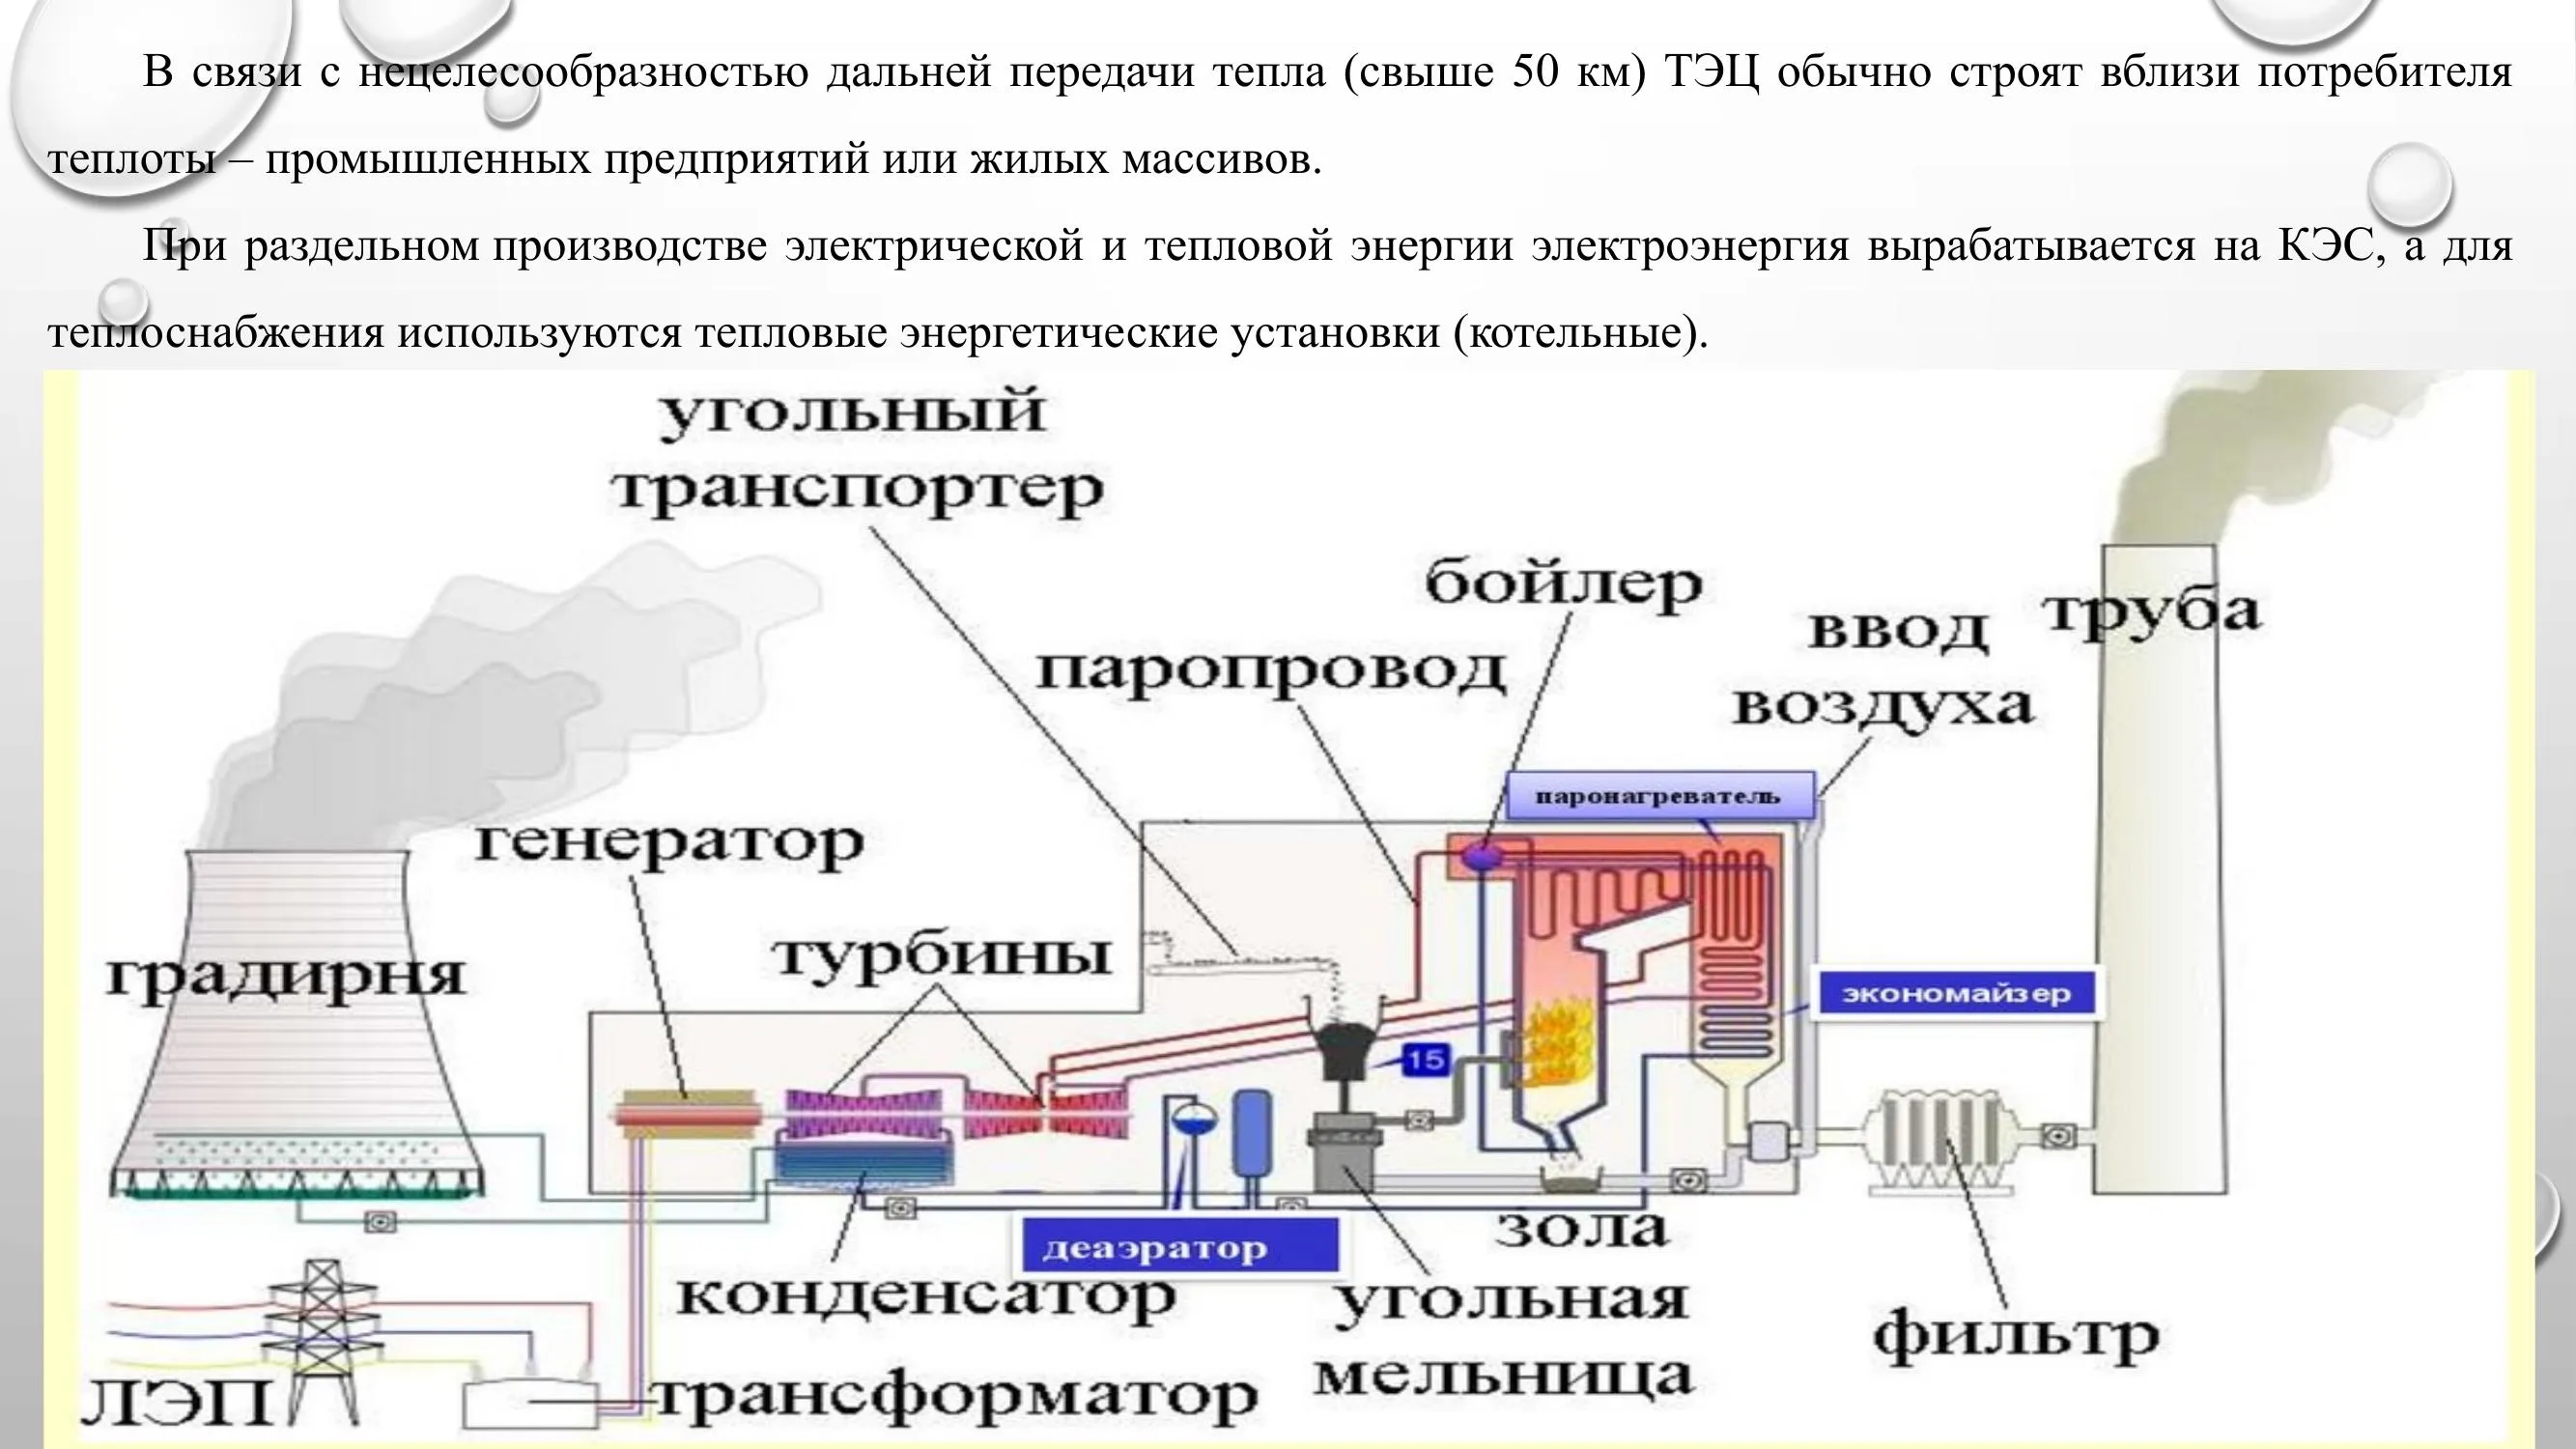 В связи с нецелесообразностью дальней передачи тепла (свыше 50 км) ТЭЦ обычно строят вблизи потребителя
теплоты – промышленных предприятий или жилых массивов.
При раздельном производстве электрической и тепловой энергии электроэнергия вырабатывается на КЭС, а для
теплоснабжения используются тепловые энергетические установки (котельные).
угольный
транспортер
бойлер
паропровод
ввод
воздуха
труба
паронагреватель
генератор
турбины
градирня
экономайзер
15
деаэратор
зола
конденсатор
угольная
мельница
фильтр
ЛЭП
трансформатор